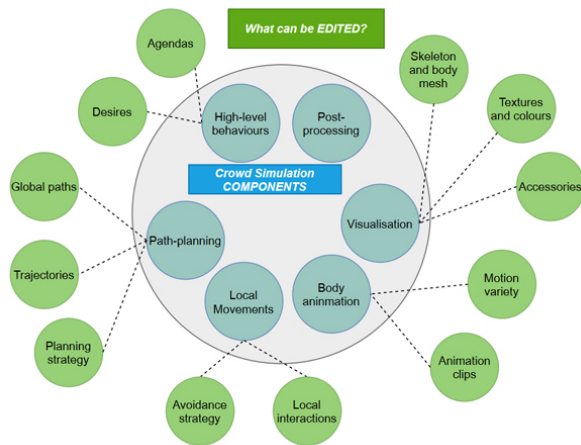 What can be EDITED?
Agendas
Skeleton
and body
mesh
Desires
High-level
behaviours
Post-
processing
Textures
and colours
Crowd Simulation
COMPONENTS
Global paths
Accessories
Visualisation
Path-planning
Trajectories
Local
Movements
Body
aninmation
Motion
variety
Planning
strategy
Animation
clips
Avoidance
strategy
Local
interactions